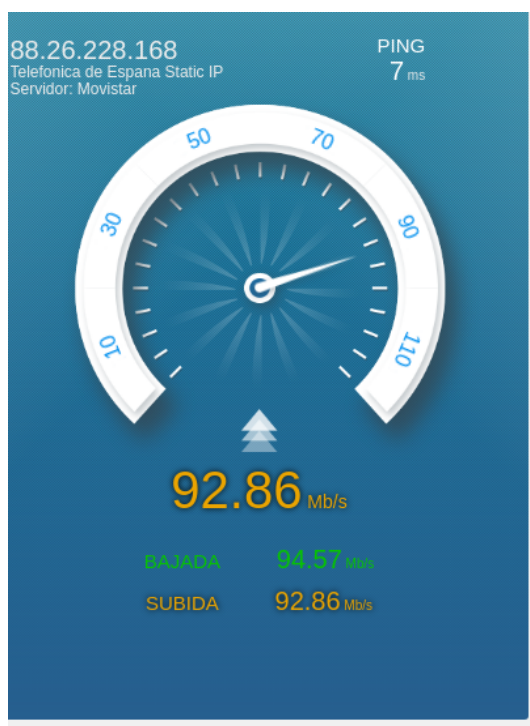 88.26.228.168
Telefonica de Espana Static IP
Servidor: Movistar
PING
7 ms
10
30
50
70
90
110
92.86 Mb/s
BAJADA 94.57 Mb/s
SUBIDA 92.86 Mb/s